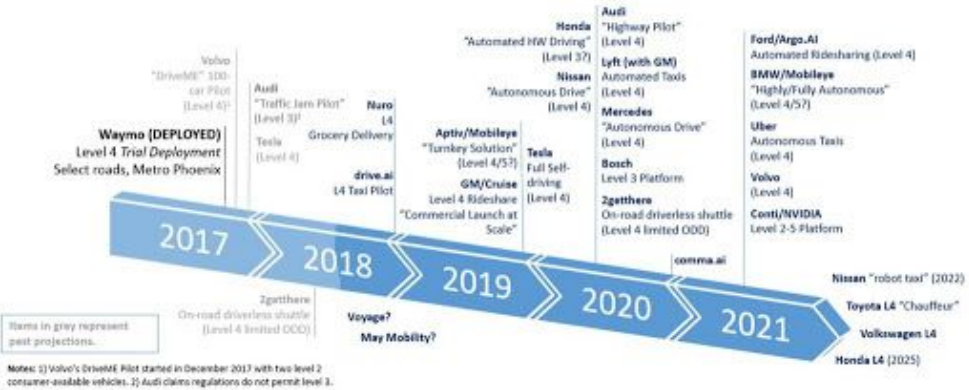 Volvo
"DriveME" 100-
car Pilot
(Level 4)¹
Waymo (DEPLOYED)
Level 4 Trial Deployment
Select roads, Metro Phoenix
Audi
"Traffic Jam Pilot"
(Level 3)²
Tesla
(Level 4)
Nuro
L4
Grocery Delivery
drive.ai
L4 Taxi Pilot
Aptiv/Mobileye
"Turnkey Solution"
(Level 4/5?)
GM/Cruise
Level 4 Rideshare
"Commercial Launch at
Scale"
Honda
"Automated HW Driving"
(Level 3?)
Nissan
"Autonomous Drive"
(Level 4)
Tesla
Full Self-
driving
(Level 4)
Audi
"Highway Pilot"
(Level 4)
Lyft (with GM)
Automated Taxis
(Level 4)
Mercedes
"Autonomous Drive"
(Level 4)
Bosch
Level 3 Platform
2getthere
On-road driverless shuttle
(Level 4 limited ODD)
comma.ai
Ford/Argo.AI
Automated Ridesharing (Level 4)
BMW/Mobileye
"Highly/Fully Autonomous"
(Level 4/5?)
Uber
Autonomous Taxis
(Level 4)
Volvo
(Level 4)
Conti/NVIDIA
Level 2-5 Platform
2017
2018
2019
2020
2021
Nissan "robot taxi" (2022)
Toyota L4 "Chauffeur"
Volkswagen L4
Honda L4 (2025)
2getthere
On-road driverless shuttle
(Level 4 limited ODD)
Voyage?
May Mobility?
Items in grey represent
past projections.
Notes: 1) Volvo's DriveME Pilot started in December 2017 with two level 2
consumer-available vehicles. 2) Audi claims regulations do not permit level 3.